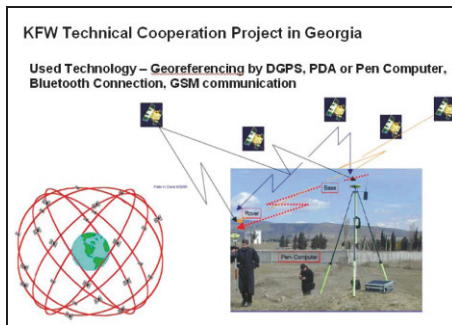 KFW Technical Cooperation Project in Georgia
Used Technology – Georeferencing by DGPS, PDA or Pen Computer,
Bluetooth Connection, GSM communication
Base
Rover
Pen-Computer